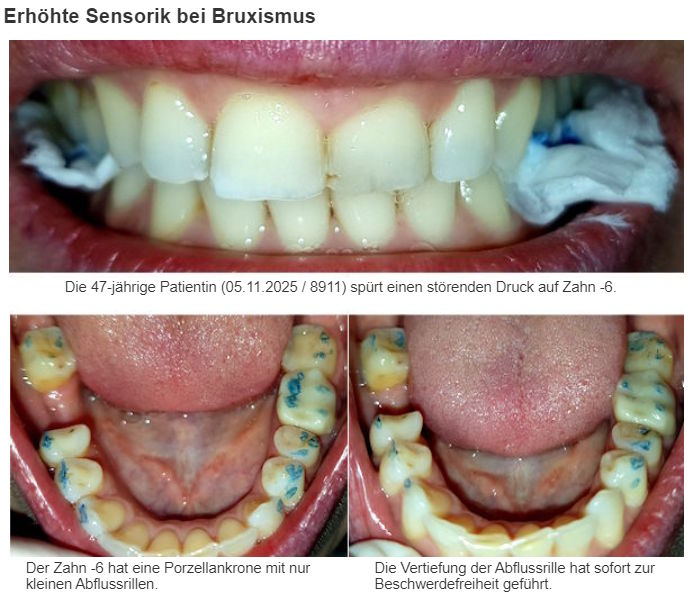 Erhöhte Sensorik bei Bruxismus
Die 47-jährige Patientin (05.11.2025 / 8911) spürt einen störenden Druck auf Zahn -6.
Der Zahn -6 hat eine Porzellankrone mit nur
kleinen Abflussrillen.
Die Vertiefung der Abflussrille hat sofort zur
Beschwerdefreiheit geführt.